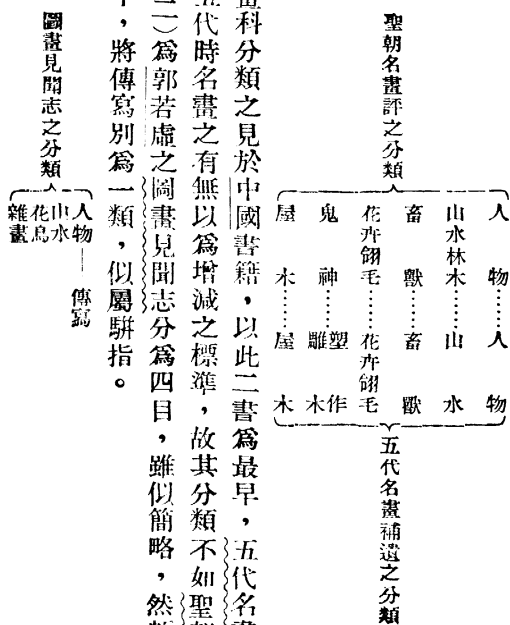 聖朝名畫評之分類
人物……人物
山水林木……山水
畜獸……畜獸
花卉翎毛……花卉翎毛
鬼神……雕塑木作
屋木……屋木
五代名畫補遺之分類
科分類之見於中國書籍，以此二書爲最早，五代名
代時名畫之有無以爲增減之標準，故其分類不如聖
二）爲郭若虛之圖畫見聞志分爲四目，雖似簡略，然
，將傳寫別爲一類，似屬駢指。
圖畫見聞志之分類
人物——傳寫
山水
花鳥
雜畫